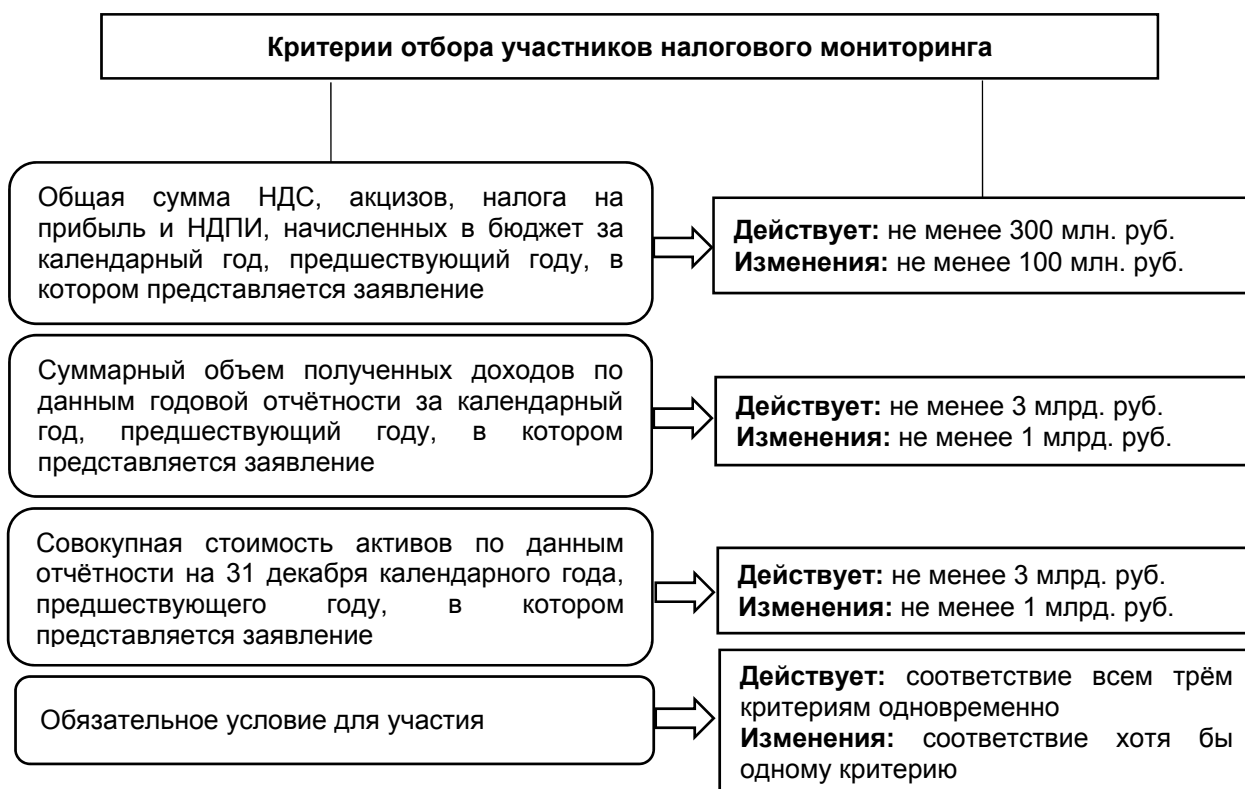 Критерии отбора участников налогового мониторинга
Общая сумма НДС, акцизов, налога на
прибыль и НДПИ, начисленных в бюджет за
календарный год, предшествующий году, в
котором представляется заявление
Действует: не менее 300 млн. руб.
Изменения: не менее 100 млн. руб.
Суммарный объем полученных доходов по
данным годовой отчётности за календарный
год, предшествующий году, в котором
представляется заявление
Действует: не менее 3 млрд. руб.
Изменения: не менее 1 млрд. руб.
Совокупная стоимость активов по данным
отчётности на 31 декабря календарного года,
предшествующего году, в котором
представляется заявление
Действует: не менее 3 млрд. руб.
Изменения: не менее 1 млрд. руб.
Обязательное условие для участия
Действует: соответствие всем трём
критериям одновременно
Изменения: соответствие хотя бы
одному критерию